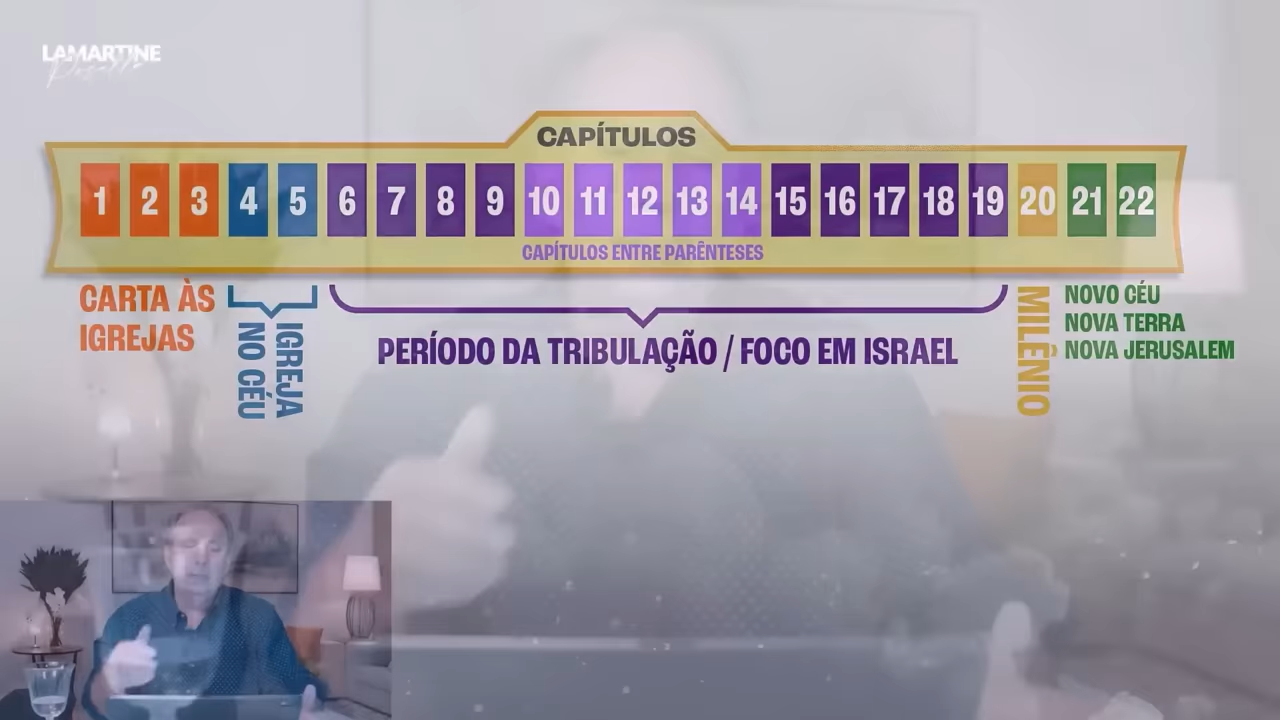 LAMARTINE
Posella
CAPÍTULOS
1 2 3 4 5 6 7 8 9 10 11 12 13 14 15 16 17 18 19 20 21 22
CAPÍTULOS ENTRE PARÊNTESES
CARTA ÀS
IGREJAS
IGREJA
NO CÉU
PERÍODO DA TRIBULAÇÃO / FOCO EM ISRAEL
MILÊNIO
NOVO CÉU
NOVA TERRA
NOVA JERUSALEM